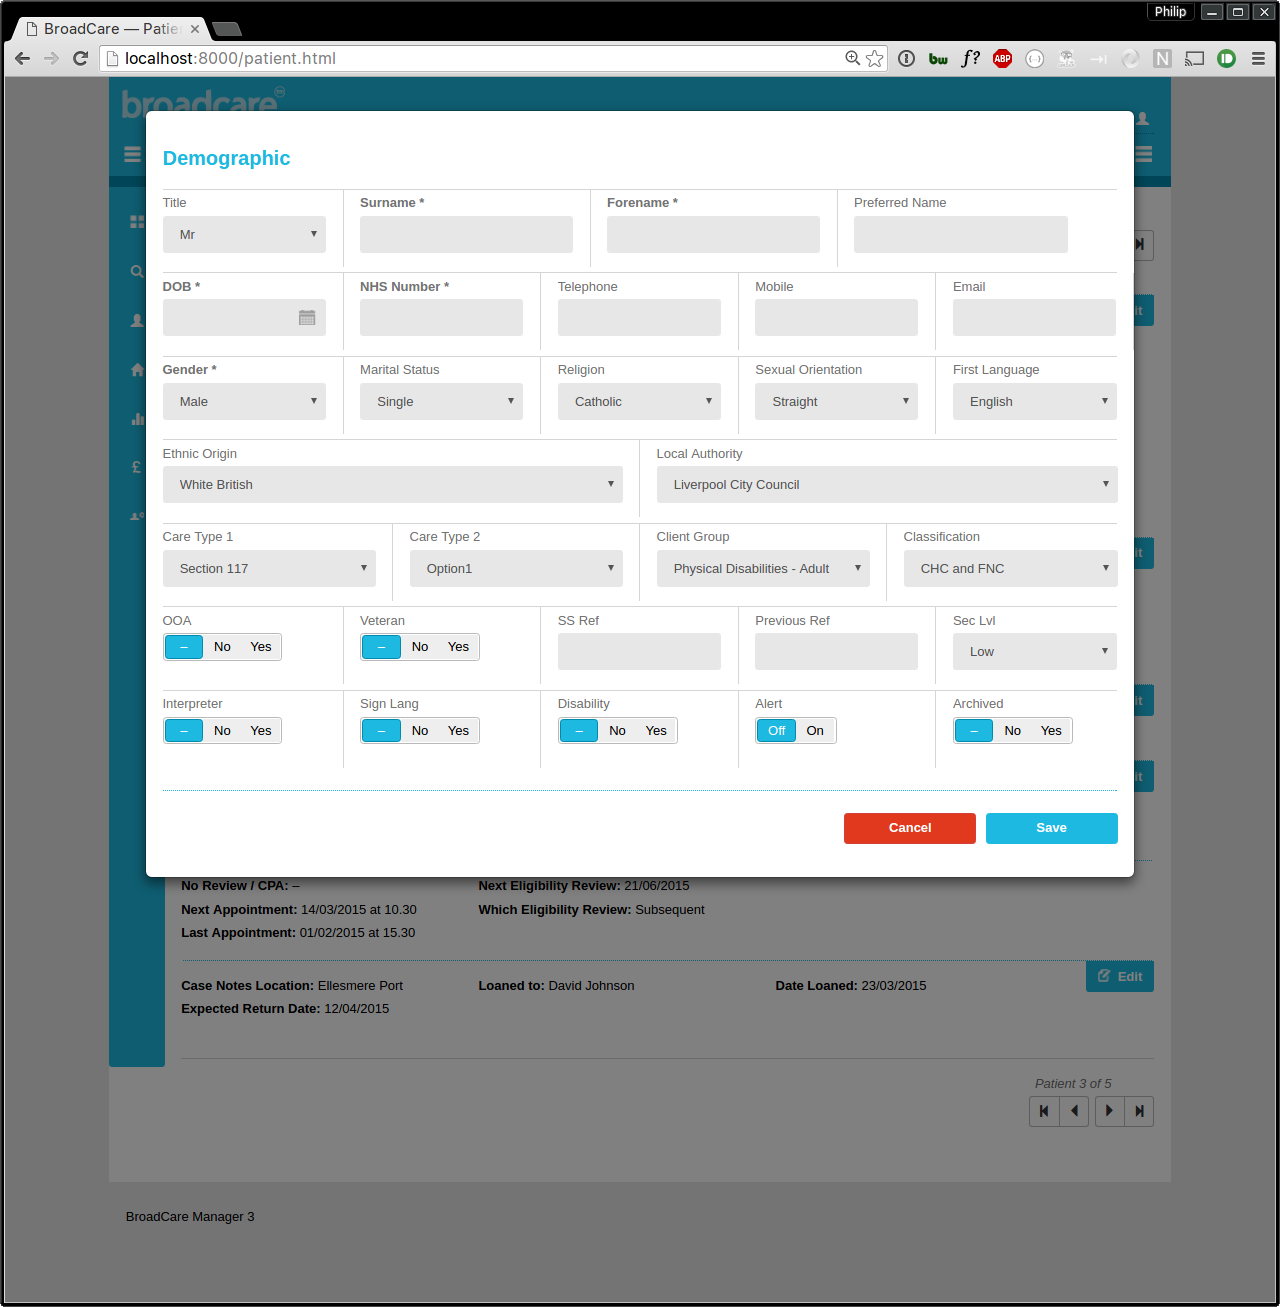 Philip
BroadCare — Patie
localhost:8000/patient.html
bw f? ABP N
broadcare
Demographic
Title Surname * Forename * Preferred Name
Mr
DOB * NHS Number * Telephone Mobile Email
Gender * Marital Status Religion Sexual Orientation First Language
Male Single Catholic Straight English
Ethnic Origin Local Authority
White British Liverpool City Council
Care Type 1 Care Type 2 Client Group Classification
Section 117 Option1 Physical Disabilities - Adult CHC and FNC
OOA Veteran SS Ref Previous Ref Sec Lvl
– No Yes – No Yes Low
Interpreter Sign Lang Disability Alert Archived
– No Yes – No Yes – No Yes Off On – No Yes
Cancel Save
No Review / CPA: – Next Eligibility Review: 21/06/2015
Next Appointment: 14/03/2015 at 10.30 Which Eligibility Review: Subsequent
Last Appointment: 01/02/2015 at 15.30
Case Notes Location: Ellesmere Port Loaned to: David Johnson Date Loaned: 23/03/2015 Edit
Expected Return Date: 12/04/2015
Patient 3 of 5
BroadCare Manager 3